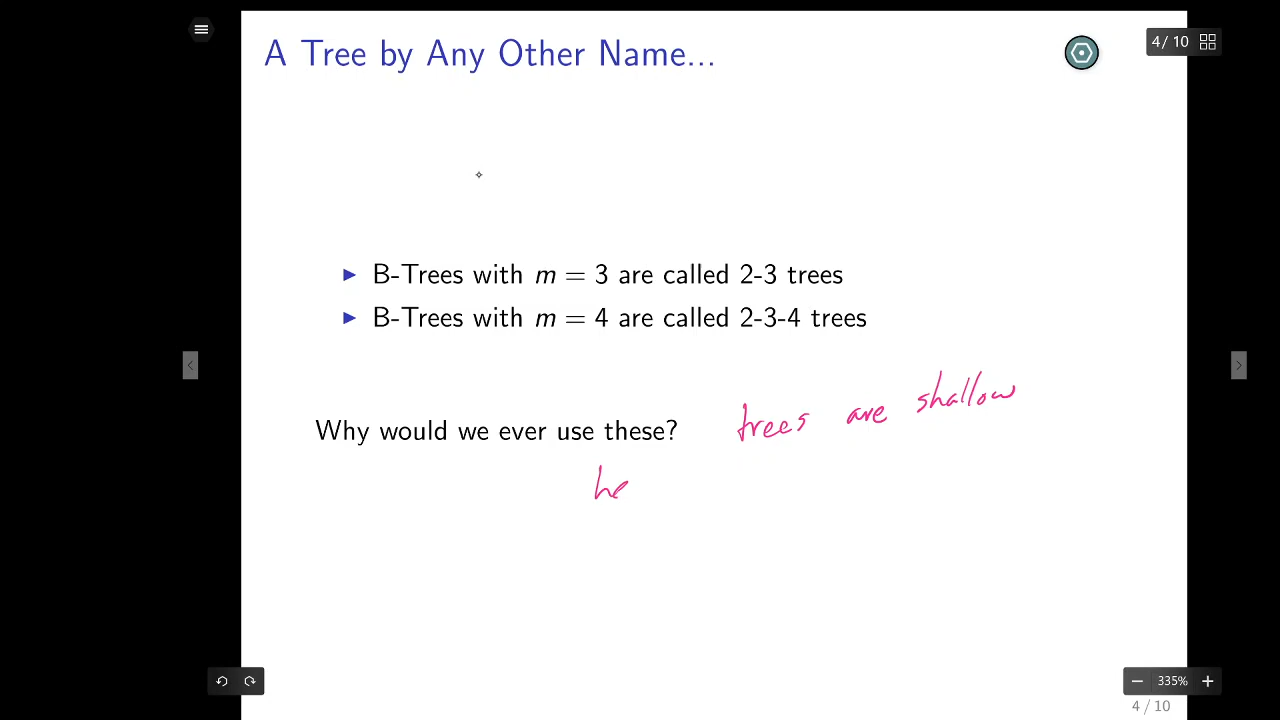 A Tree by Any Other Name...
4/ 10
▶ B-Trees with m = 3 are called 2-3 trees
▶ B-Trees with m = 4 are called 2-3-4 trees
Why would we ever use these? trees are shallow
he
335%
4 / 10